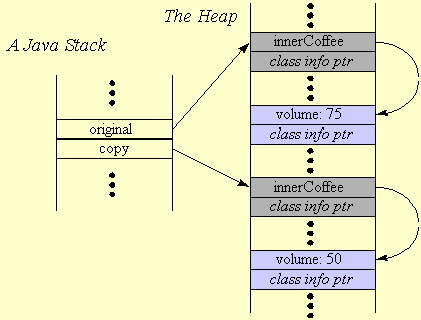 The Heap
A Java Stack
original
copy
innerCoffee
class info ptr
volume: 75
class info ptr
innerCoffee
class info ptr
volume: 50
class info ptr